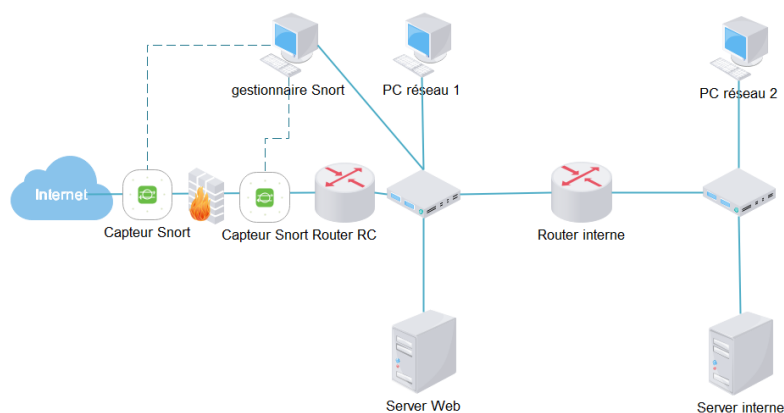 gestionnaire Snort
PC réseau 1
PC réseau 2
Internet
Capteur Snort
Capteur Snort
Router RC
Router interne
Server Web
Server interne